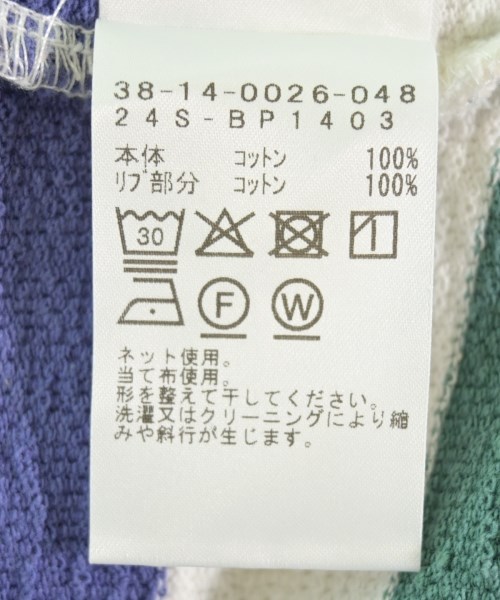 38-14-0026-048
24S-BP1403
本体 コットン 100%
リブ部分 コットン 100%
30
F W
ネット使用。
当て布使用。
形を整えて干してください。
洗濯又はクリーニングにより縮
みや斜行が生じます。